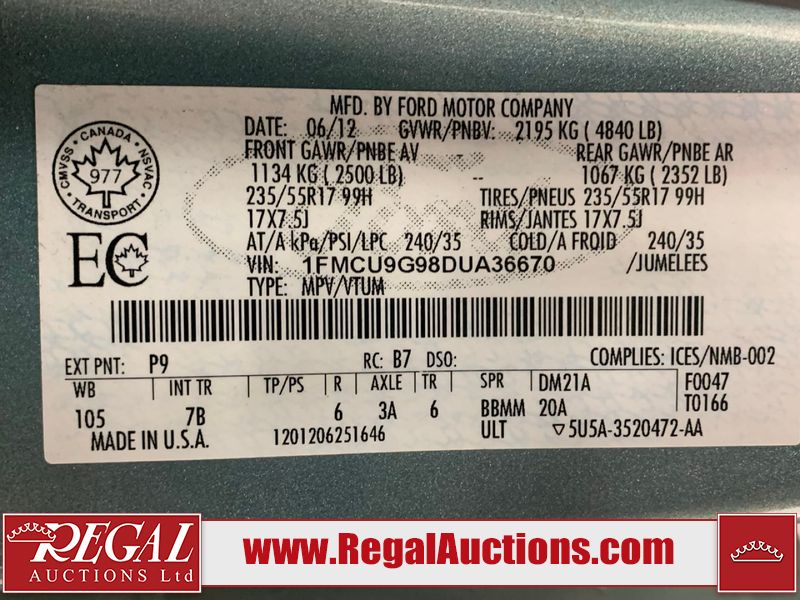 MFD. BY FORD MOTOR COMPANY
DATE: 06/12 GVWR/PNBV: 2195 KG ( 4840 LB)
FRONT GAWR/PNBE AV REAR GAWR/PNBE AR
1134 KG ( 2500 LB) -- 1067 KG ( 2352 LB)
235/55R17 99H TIRES/PNEUS 235/55R17 99H
17X7.5J RIMS/JANTES 17X7.5J
AT/A kPa/PSI/LPC 240/35 COLD/A FROID 240/35
VIN: 1FMCU9G98DUA36670 /JUMELEES
TYPE: MPV/VTUM
CANADA
CMVSS NSVAC
977
TRANSPORT
EC
EXT PNT: P9 RC: B7 DSO: COMPLIES: ICES/NMB-002
WB INT TR TP/PS R AXLE TR SPR DM21A F0047
105 7B 6 3A 6 BBMM 20A T0166
MADE IN U.S.A. 1201206251646 ULT ▽5U5A-3520472-AA
REGAL
AUCTIONS Ltd
www.RegalAuctions.com